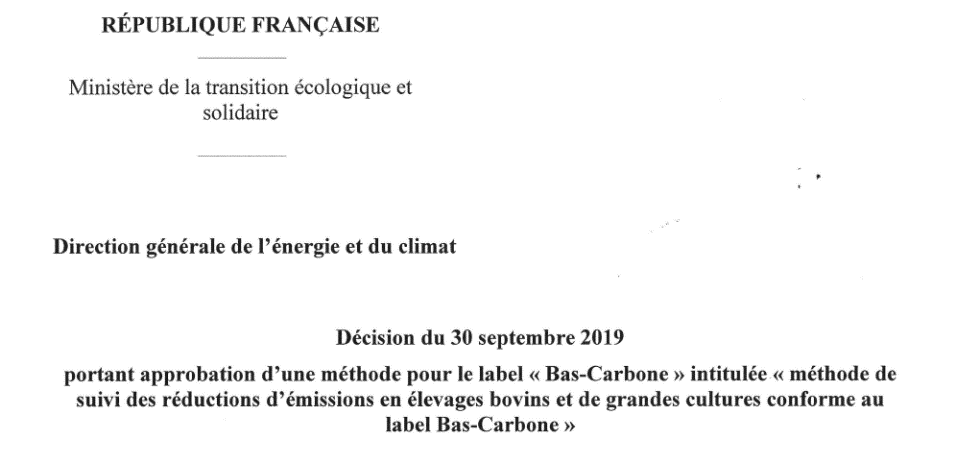 RÉPUBLIQUE FRANÇAISE
Ministère de la transition écologique et
solidaire
Direction générale de l'énergie et du climat
Décision du 30 septembre 2019
portant approbation d'une méthode pour le label « Bas-Carbone » intitulée « méthode de
suivi des réductions d'émissions en élevages bovins et de grandes cultures conforme au
label Bas-Carbone »